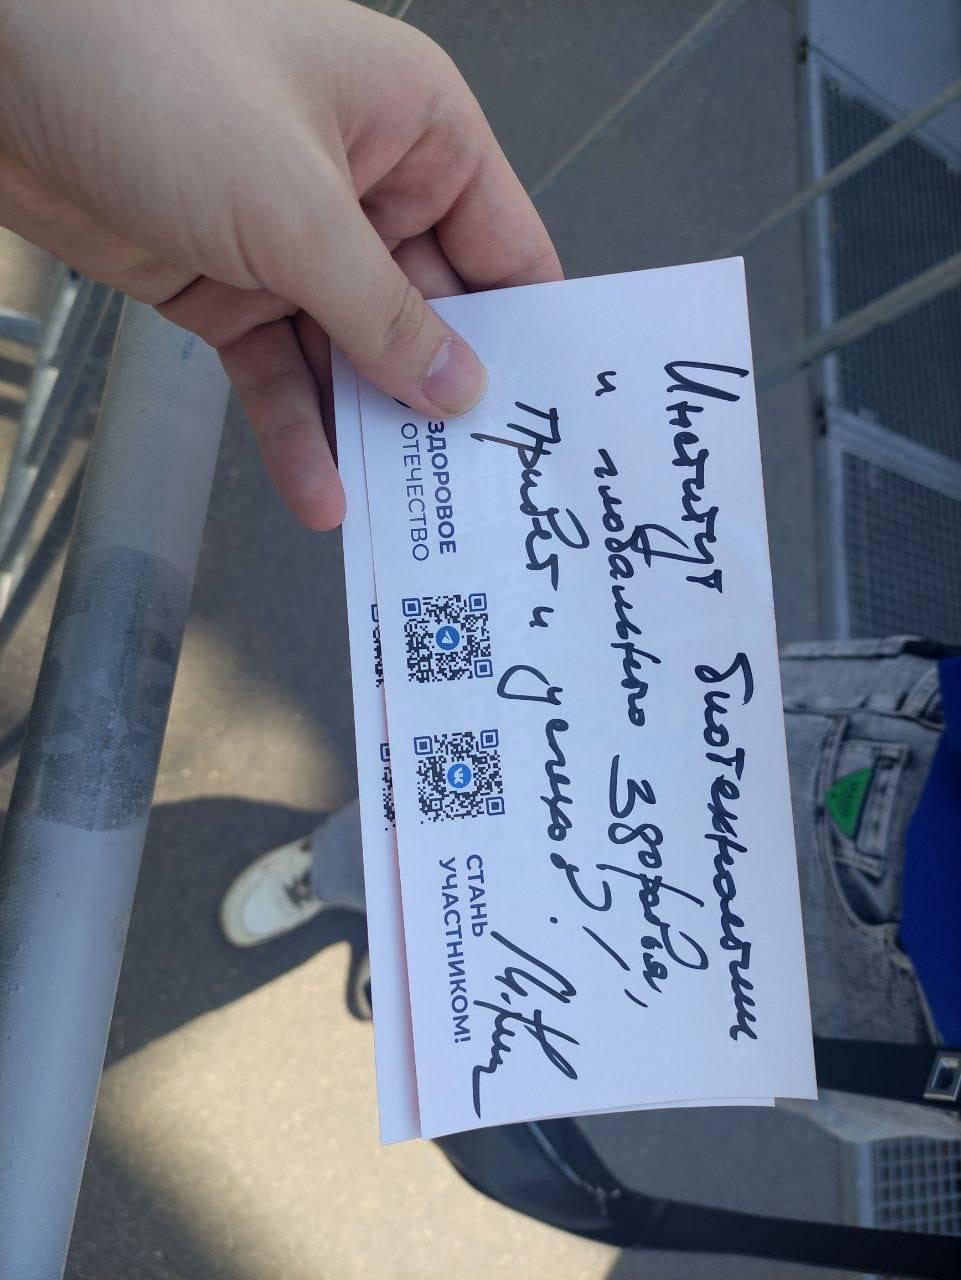 Институт биотехнологии
и глобального здоровья,
привет и успехов!
ЗДОРОВОЕ
ОТЕЧЕСТВО
СТАНЬ
УЧАСТНИКОМ!